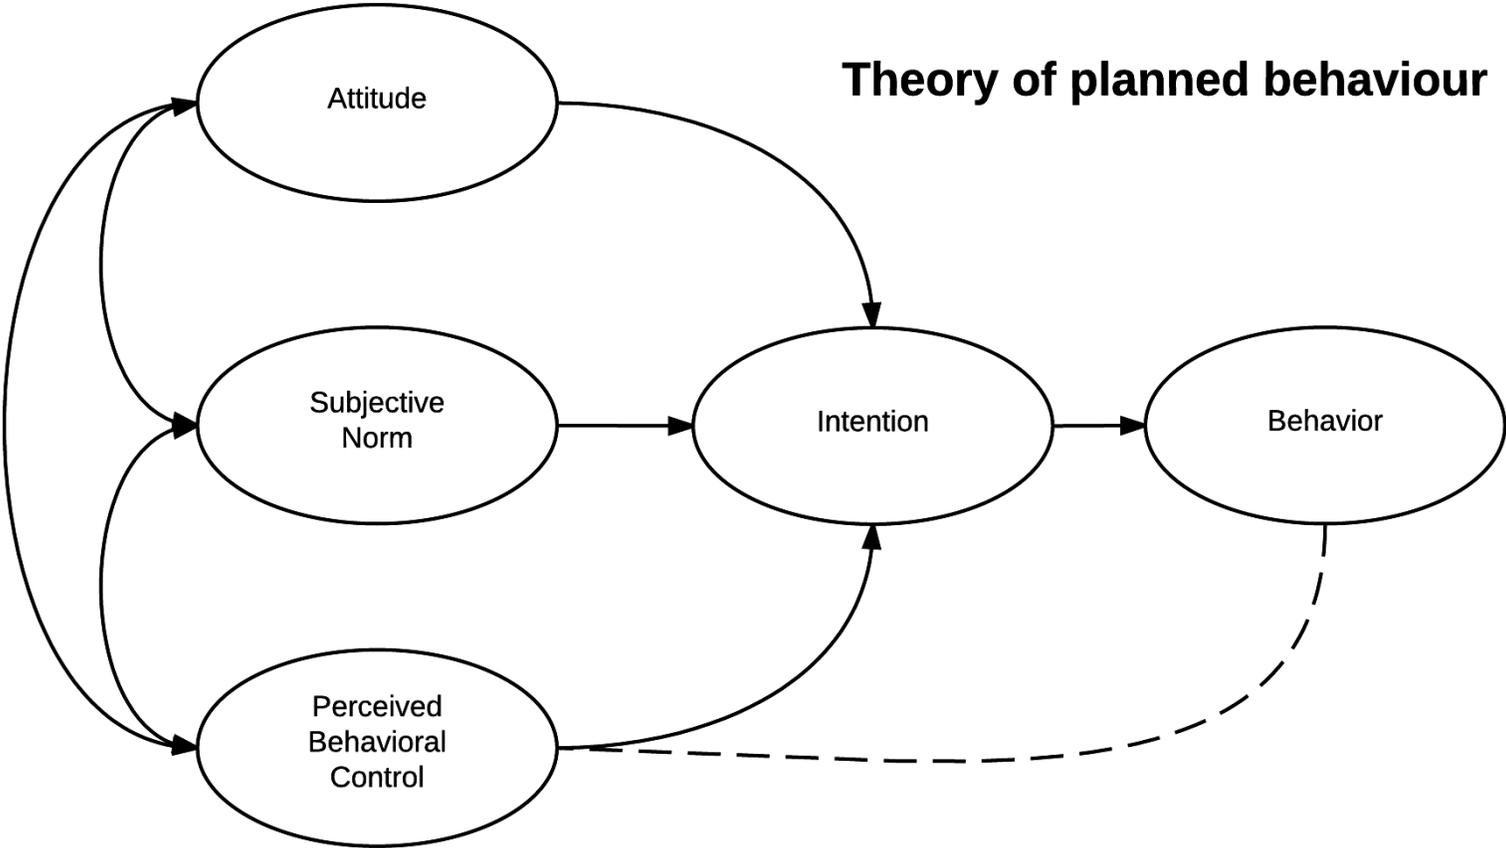 Theory of planned behaviour
Attitude
Subjective
Norm
Intention
Behavior
Perceived
Behavioral
Control